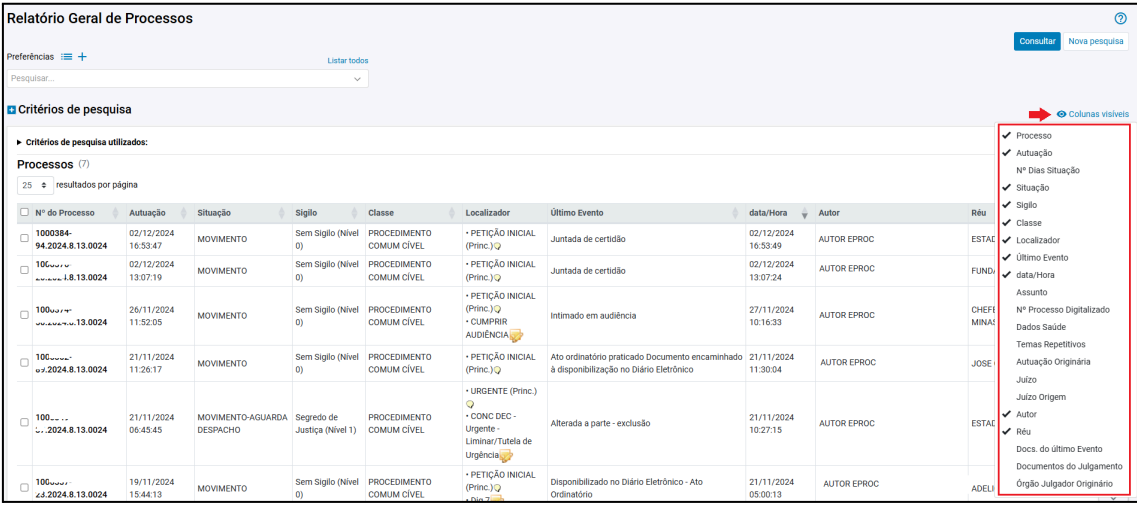 Relatório Geral de Processos
Consultar Nova pesquisa
Preferências
Listar todos
Pesquisar...
Critérios de pesquisa
Colunas visíveis
Critérios de pesquisa utilizados:
Processos (7)
25 resultados por página
Nº do Processo Autuação Situação Sigilo Classe Localizador Último Evento data/Hora Autor Réu
1000384-
94.2024.8.13.0024
02/12/2024
16:53:47
MOVIMENTO
Sem Sigilo (Nível
0)
PROCEDIMENTO
COMUM CÍVEL
• PETIÇÃO INICIAL
(Princ.)
Juntada de certidão
02/12/2024
16:53:49
AUTOR EPROC
.8.13.0024
02/12/2024
13:07:19
MOVIMENTO
Sem Sigilo (Nível
0)
PROCEDIMENTO
COMUM CÍVEL
• PETIÇÃO INICIAL
(Princ.)
Juntada de certidão
02/12/2024
13:07:24
AUTOR EPROC
.8.13.0024
26/11/2024
11:52:05
MOVIMENTO
Sem Sigilo (Nível
0)
PROCEDIMENTO
COMUM CÍVEL
• PETIÇÃO INICIAL
(Princ.)
• CUMPRIR
AUDIÊNCIA
Intimado em audiência
27/11/2024
10:16:33
AUTOR EPROC
.2024.8.13.0024
21/11/2024
11:26:17
MOVIMENTO
Sem Sigilo (Nível
0)
PROCEDIMENTO
COMUM CÍVEL
• PETIÇÃO INICIAL
(Princ.)
Ato ordinatório praticado Documento encaminhado
à disponibilização no Diário Eletrônico
21/11/2024
11:30:04
AUTOR EPROC
JOSE
.2024.8.13.0024
21/11/2024
06:45:45
MOVIMENTO-AGUARDA
DESPACHO
Segredo de
Justiça (Nível 1)
PROCEDIMENTO
COMUM CÍVEL
• URGENTE (Princ.)
• CONC DEC -
Urgente -
Liminar/Tutela de
Urgência
Alterada a parte - exclusão
21/11/2024
10:27:15
AUTOR EPROC
.2024.8.13.0024
19/11/2024
15:44:13
MOVIMENTO
Sem Sigilo (Nível
0)
PROCEDIMENTO
COMUM CÍVEL
• PETIÇÃO INICIAL
(Princ.)
Disponibilizado no Diário Eletrônico - Ato
Ordinatório
21/11/2024
05:00:13
AUTOR EPROC
Processo
Autuação
Nº Dias Situação
Situação
Sigilo
Classe
Localizador
Último Evento
data/Hora
Assunto
Nº Processo Digitalizado
Dados Saúde
Temas Repetitivos
Autuação Originária
Juízo
Juízo Origem
Autor
Réu
Docs. do último Evento
Documentos do Julgamento
Órgão Julgador Originário